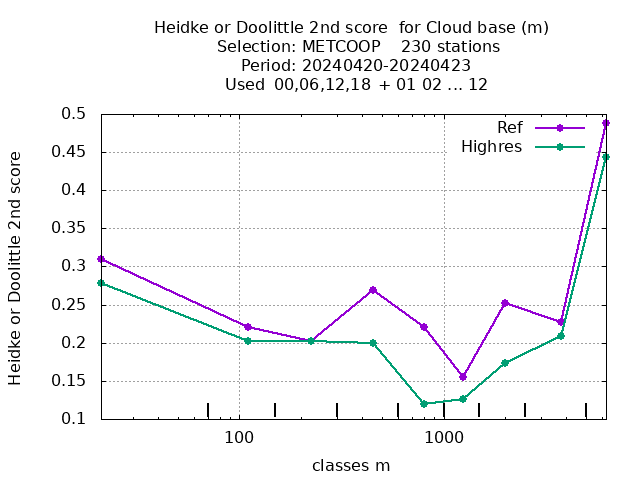 Heidke or Doolittle 2nd score  for Cloud base (m)
Selection: METCOOP    230 stations
Period: 20240420-20240423
Used  00,06,12,18 + 01 02 ... 12
Ref
Highres
0.5
0.45
0.4
0.35
0.3
0.25
0.2
0.15
0.1
Heidke or Doolittle 2nd score
100
1000
classes m